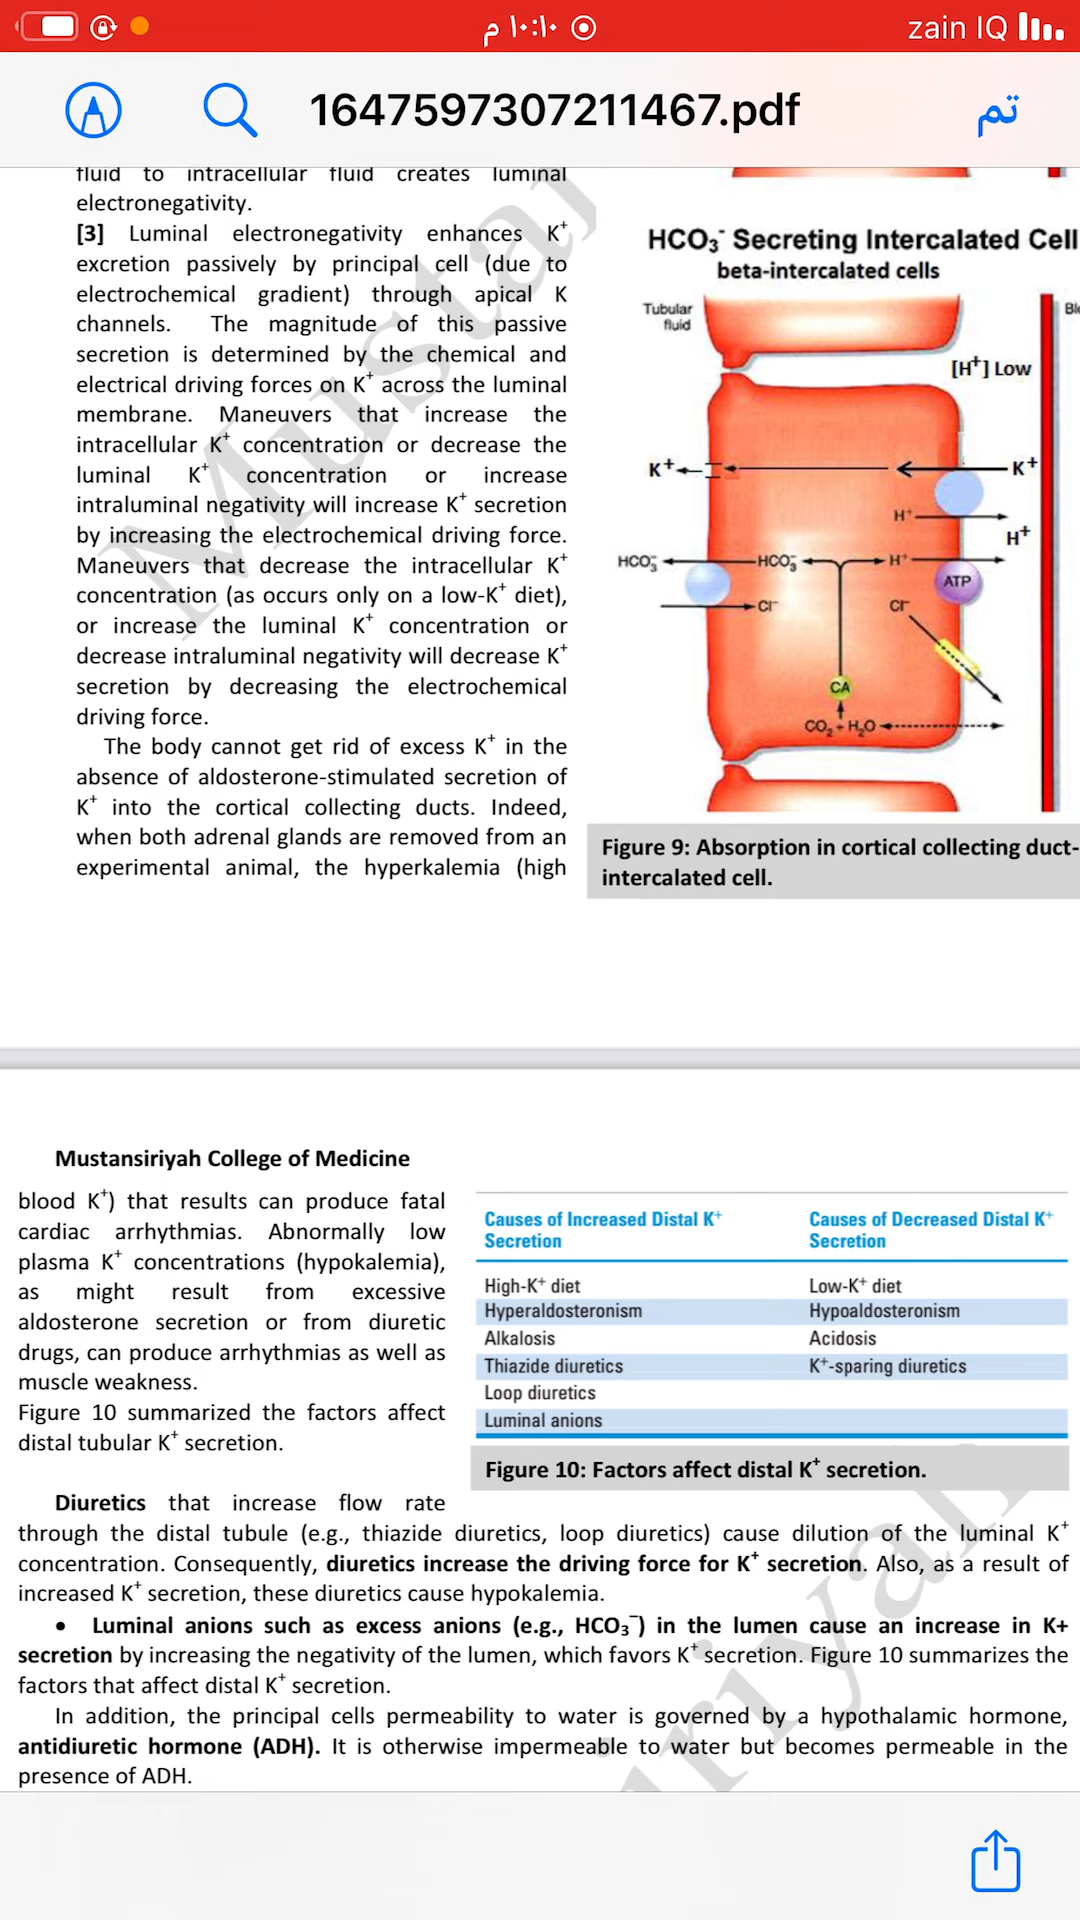 ١٠:١٠ م
zain IQ
1647597307211467.pdf
تم
fluid to intracellular fluid creates luminal
electronegativity.
[3] Luminal electronegativity enhances K⁺
excretion passively by principal cell (due to
electrochemical gradient) through apical K
channels. The magnitude of this passive
secretion is determined by the chemical and
electrical driving forces on K⁺ across the luminal
membrane. Maneuvers that increase the
intracellular K⁺ concentration or decrease the
luminal K⁺ concentration or increase
intraluminal negativity will increase K⁺ secretion
by increasing the electrochemical driving force.
Maneuvers that decrease the intracellular K⁺
concentration (as occurs only on a low-K⁺ diet),
or increase the luminal K⁺ concentration or
decrease intraluminal negativity will decrease K⁺
secretion by decreasing the electrochemical
driving force.
The body cannot get rid of excess K⁺ in the
absence of aldosterone-stimulated secretion of
K⁺ into the cortical collecting ducts. Indeed,
when both adrenal glands are removed from an
experimental animal, the hyperkalemia (high
HCO₃⁻ Secreting Intercalated Cell
beta-intercalated cells
Tubular
fluid
[H⁺] Low
K⁺
K⁺
H⁺
H⁺
HCO₃⁻
HCO₃⁻
H⁺
ATP
Cl⁻
Cl⁻
CA
CO₂ + H₂O
Figure 9: Absorption in cortical collecting duct-
intercalated cell.
Mustansiriyah College of Medicine
blood K⁺) that results can produce fatal
cardiac arrhythmias. Abnormally low
plasma K⁺ concentrations (hypokalemia),
as might result from excessive
aldosterone secretion or from diuretic
drugs, can produce arrhythmias as well as
muscle weakness.
Figure 10 summarized the factors affect
distal tubular K⁺ secretion.
Causes of Increased Distal K⁺
Secretion
Causes of Decreased Distal K⁺
Secretion
High-K⁺ diet
Low-K⁺ diet
Hyperaldosteronism
Hypoaldosteronism
Alkalosis
Acidosis
Thiazide diuretics
K⁺-sparing diuretics
Loop diuretics
Luminal anions
Figure 10: Factors affect distal K⁺ secretion.
Diuretics that increase flow rate
through the distal tubule (e.g., thiazide diuretics, loop diuretics) cause dilution of the luminal K⁺
concentration. Consequently, diuretics increase the driving force for K⁺ secretion. Also, as a result of
increased K⁺ secretion, these diuretics cause hypokalemia.
• Luminal anions such as excess anions (e.g., HCO₃⁻) in the lumen cause an increase in K+
secretion by increasing the negativity of the lumen, which favors K⁺ secretion. Figure 10 summarizes the
factors that affect distal K⁺ secretion.
In addition, the principal cells permeability to water is governed by a hypothalamic hormone,
antidiuretic hormone (ADH). It is otherwise impermeable to water but becomes permeable in the
presence of ADH.